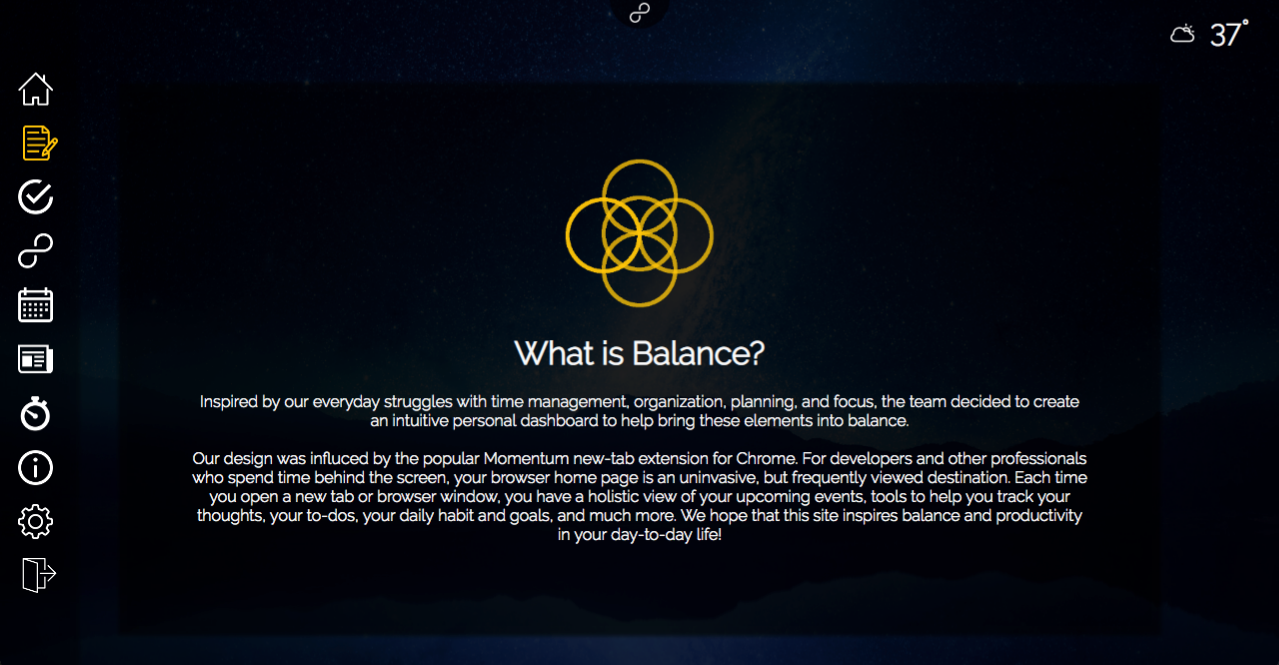 37°
What is Balance?
Inspired by our everyday struggles with time management, organization, planning, and focus, the team decided to create
an intuitive personal dashboard to help bring these elements into balance.
Our design was influced by the popular Momentum new-tab extension for Chrome. For developers and other professionals
who spend time behind the screen, your browser home page is an uninvasive, but frequently viewed destination. Each time
you open a new tab or browser window, you have a holistic view of your upcoming events, tools to help you track your
thoughts, your to-dos, your daily habit and goals, and much more. We hope that this site inspires balance and productivity
in your day-to-day life!